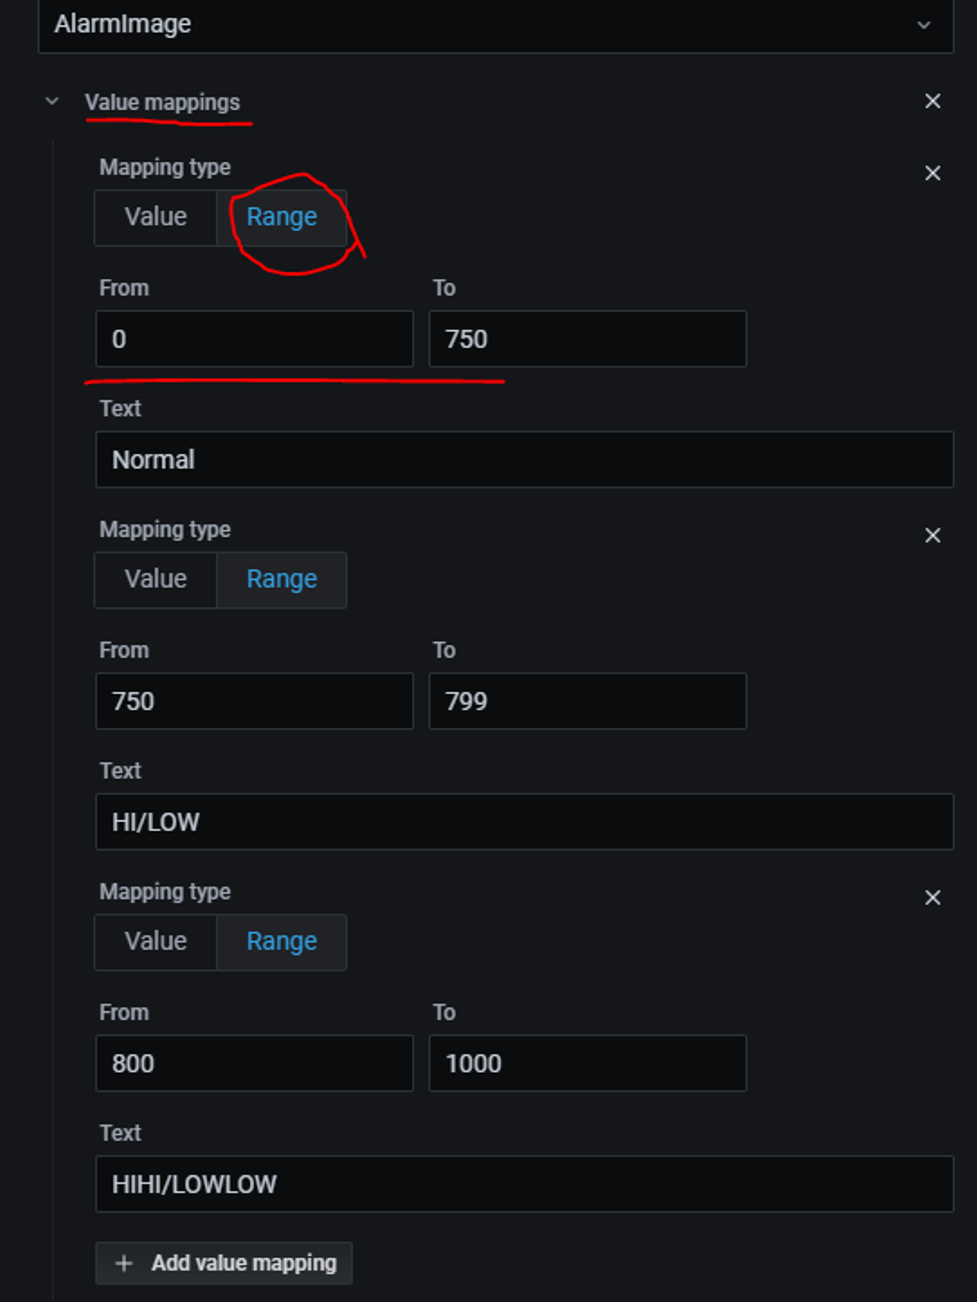 AlarmImage
Value mappings
Mapping type
Value Range
From To
0 750
Text
Normal
Mapping type
Value Range
From To
750 799
Text
HI/LOW
Mapping type
Value Range
From To
800 1000
Text
HIHI/LOWLOW
+ Add value mapping